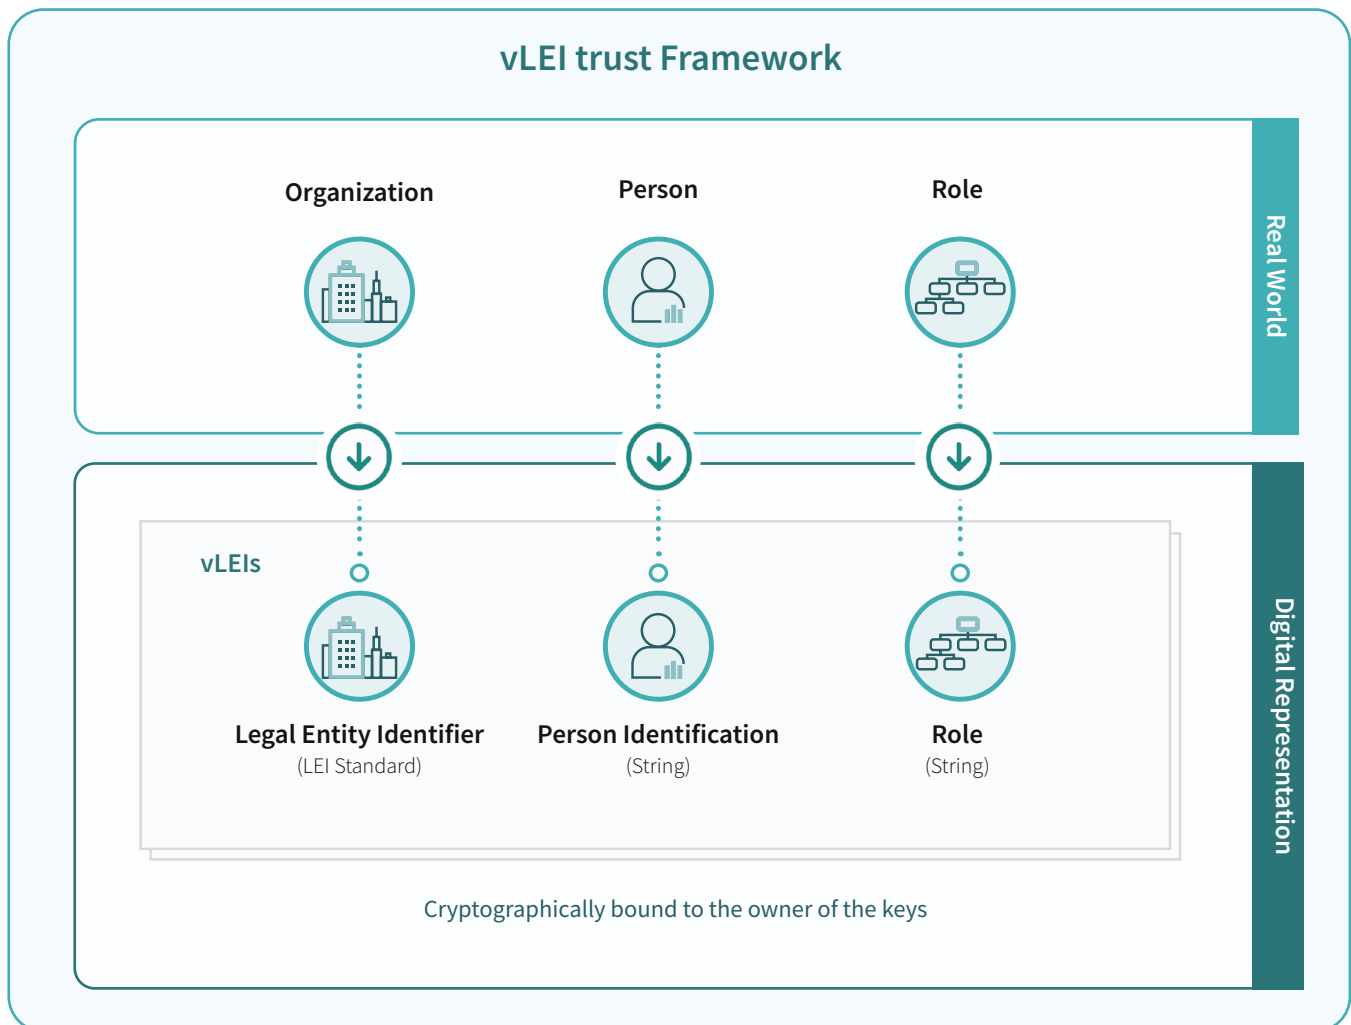 vLEI trust Framework
Organization
Person
Role
Real World
vLEIs
Legal Entity Identifier
(LEI Standard)
Person Identification
(String)
Role
(String)
Digital Representation
Cryptographically bound to the owner of the keys